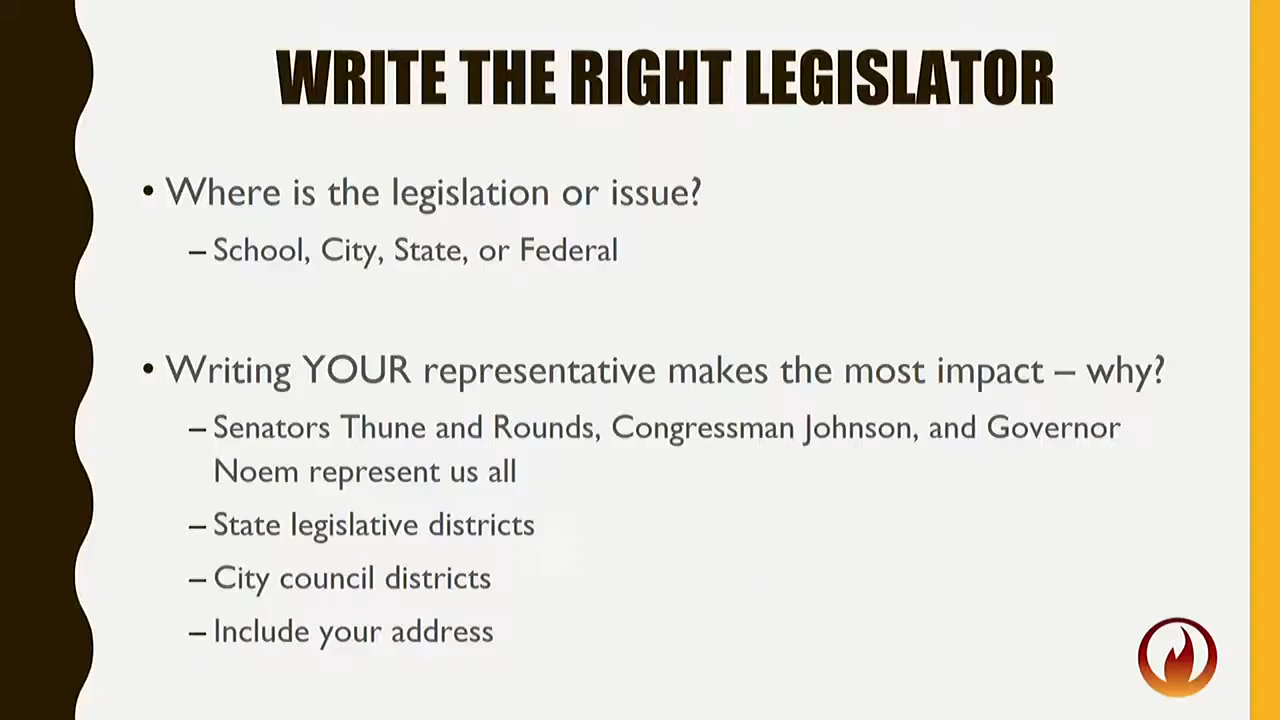 WRITE THE RIGHT LEGISLATOR
• Where is the legislation or issue?
– School, City, State, or Federal
• Writing YOUR representative makes the most impact – why?
– Senators Thune and Rounds, Congressman Johnson, and Governor
Noem represent us all
– State legislative districts
– City council districts
– Include your address